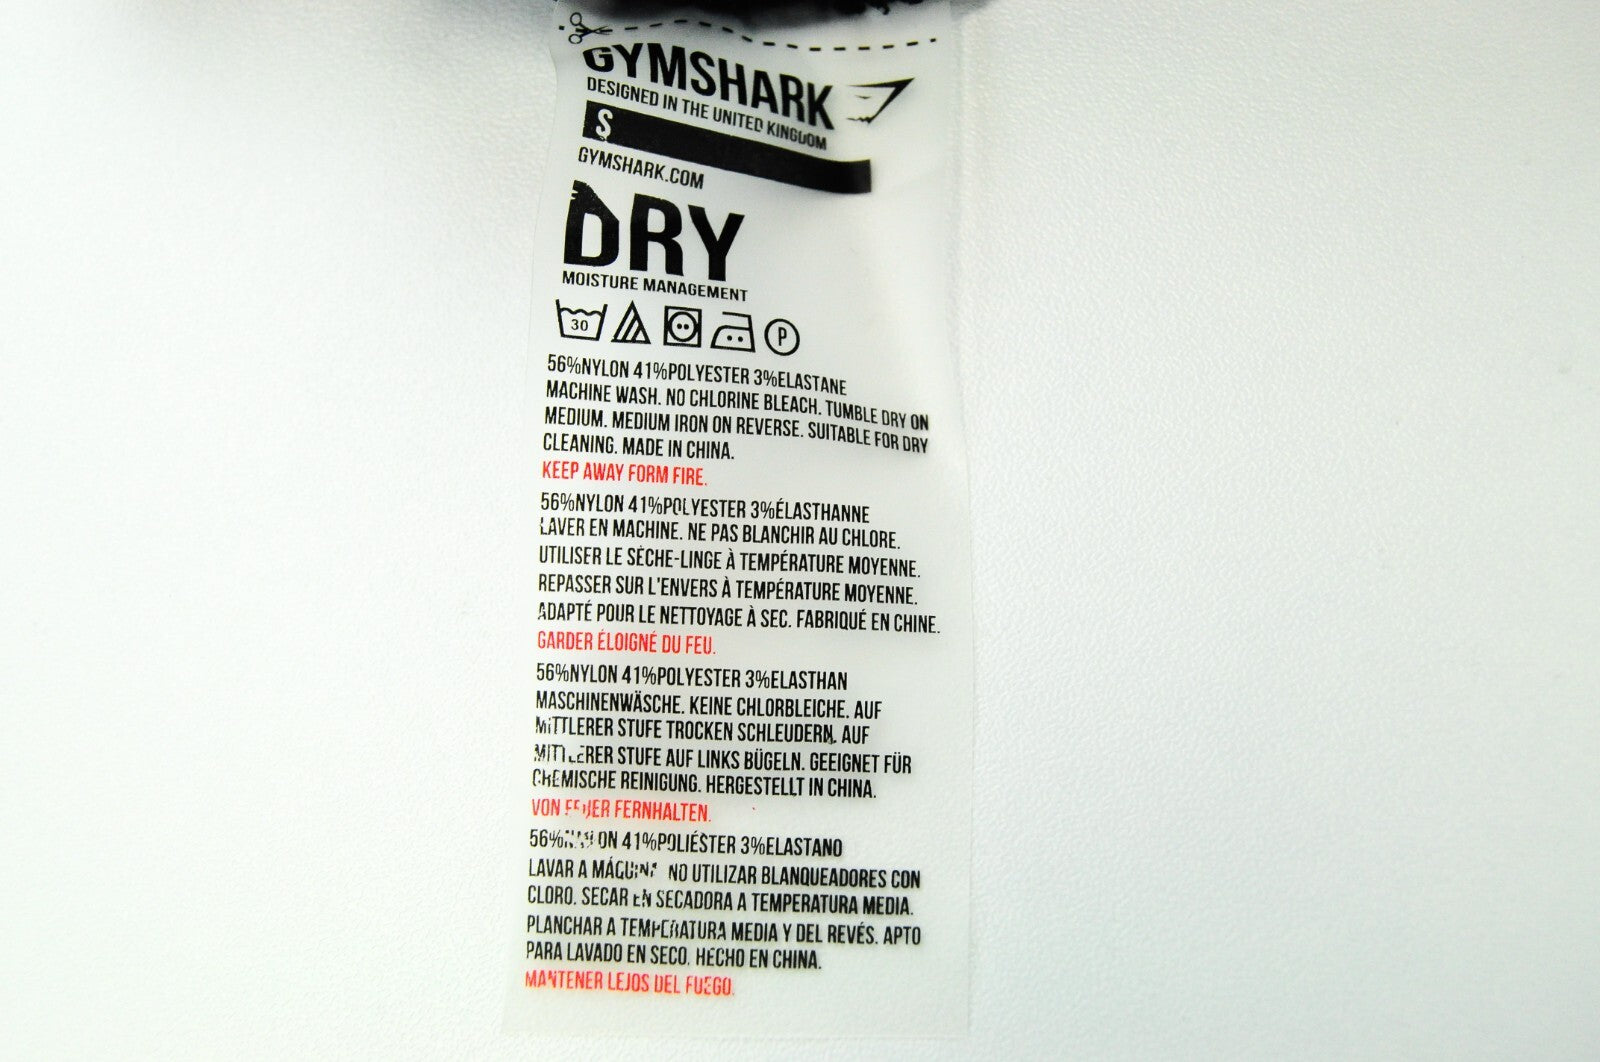 GYMSHARK
DESIGNED IN THE UNITED KINGDOM
S
GYMSHARK.COM
DRY
MOISTURE MANAGEMENT
30 P
56%NYLON 41%POLYESTER 3%ELASTANE
MACHINE WASH. NO CHLORINE BLEACH. TUMBLE DRY ON
MEDIUM. MEDIUM IRON ON REVERSE. SUITABLE FOR DRY
CLEANING. MADE IN CHINA.
KEEP AWAY FORM FIRE.
56%NYLON 41%POLYESTER 3%ÉLASTHANNE
LAVER EN MACHINE. NE PAS BLANCHIR AU CHLORE.
UTILISER LE SÈCHE-LINGE À TEMPÉRATURE MOYENNE.
REPASSER SUR L'ENVERS À TEMPÉRATURE MOYENNE.
ADAPTÉ POUR LE NETTOYAGE À SEC. FABRIQUÉ EN CHINE.
GARDER ÉLOIGNÉ DU FEU.
56%NYLON 41%POLYESTER 3%ELASTHAN
MASCHINENWÄSCHE. KEINE CHLORBLEICHE. AUF
MITTLERER STUFE TROCKEN SCHLEUDERN. AUF
MITTLERER STUFE AUF LINKS BÜGELN. GEEIGNET FÜR
CHEMISCHE REINIGUNG. HERGESTELLT IN CHINA.
VON FEUER FERNHALTEN.
56%NYLON 41%POLIÉSTER 3%ELASTANO
LAVAR A MÁQUINA. NO UTILIZAR BLANQUEADORES CON
CLORO. SECAR EN SECADORA A TEMPERATURA MEDIA.
PLANCHAR A TEMPERATURA MEDIA Y DEL REVÉS. APTO
PARA LAVADO EN SECO. HECHO EN CHINA.
MANTENER LEJOS DEL FUEGO.